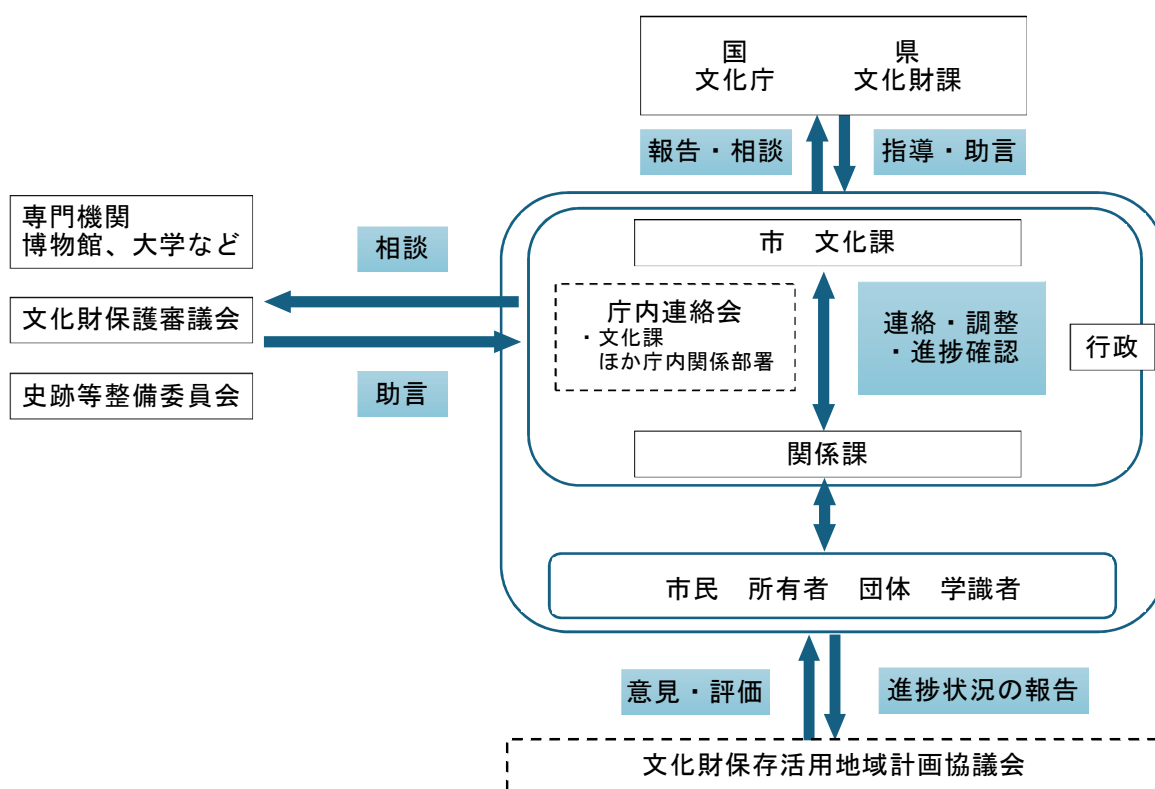 国 県
文化庁 文化財課
報告・相談
指導・助言
専門機関
博物館、大学など
文化財保護審議会
史跡等整備委員会
相談
助言
市 文化課
庁内連絡会
・文化課
ほか庁内関係部署
連絡・調整
・進捗確認
行政
関係課
市民 所有者 団体 学識者
意見・評価
進捗状況の報告
文化財保存活用地域計画協議会